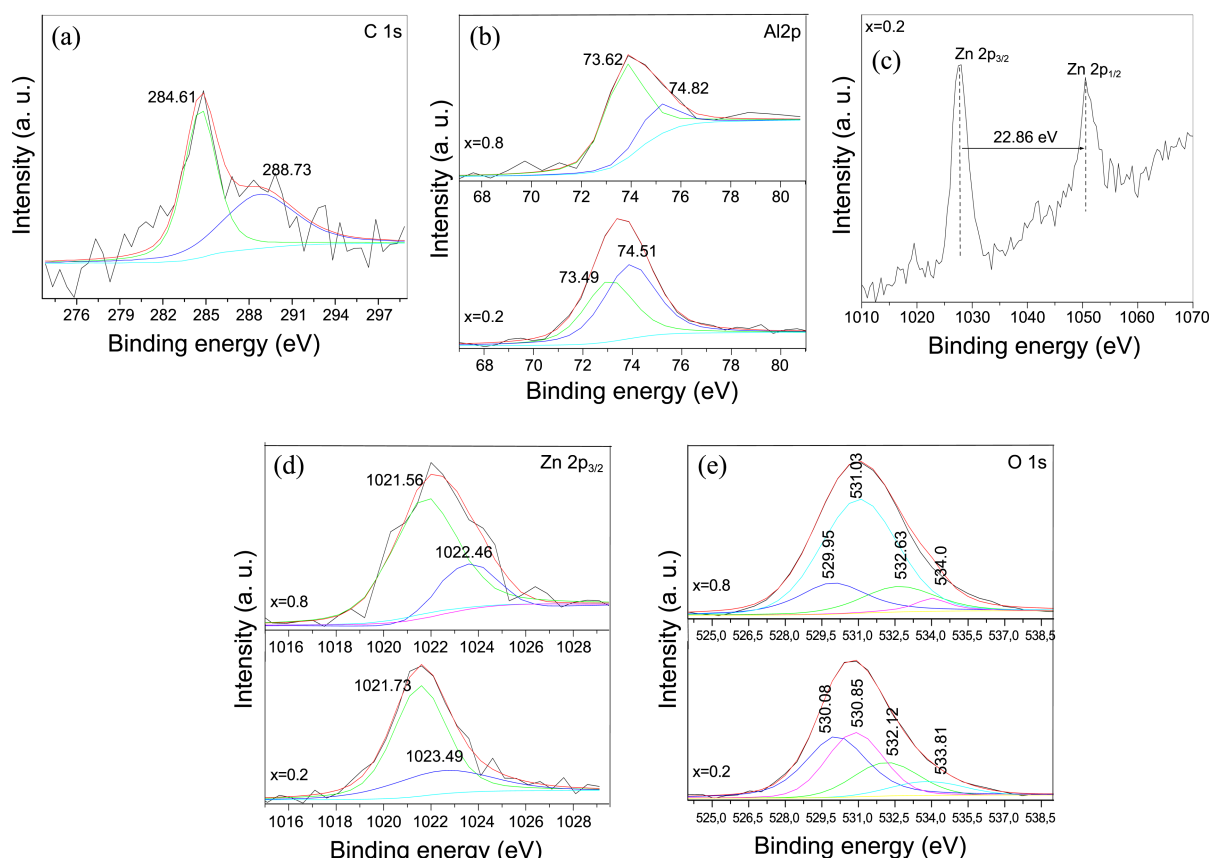 (a)
C 1s
284.61
288.73
Intensity (a. u.)
276 279 282 285 288 291 294 297
Binding energy (eV)
(b)
Al2p
73.62
74.82
x=0.8
68 70 72 74 76 78 80
73.49
74.51
x=0.2
Intensity (a. u.)
68 70 72 74 76 78 80
Binding energy (eV)
x=0.2
(c)
Zn 2p3/2
Zn 2p1/2
22.86 eV
Intensity (a. u.)
1010 1020 1030 1040 1050 1060 1070
Binding energy (eV)
(d)
Zn 2p3/2
1021.56
1022.46
x=0.8
1016 1018 1020 1022 1024 1026 1028
1021.73
1023.49
x=0.2
Intensity (a. u.)
1016 1018 1020 1022 1024 1026 1028
Binding energy (eV)
(e)
O 1s
531.03
529.95
532.63
534.0
x=0.8
525,0 526,5 528,0 529,5 531,0 532,5 534,0 535,5 537,0 538,5
530.08
530.85
532.12
533.81
x=0.2
Intensity (a. u.)
525,0 526,5 528,0 529,5 531,0 532,5 534,0 535,5 537,0 538,5
Binding energy (eV)